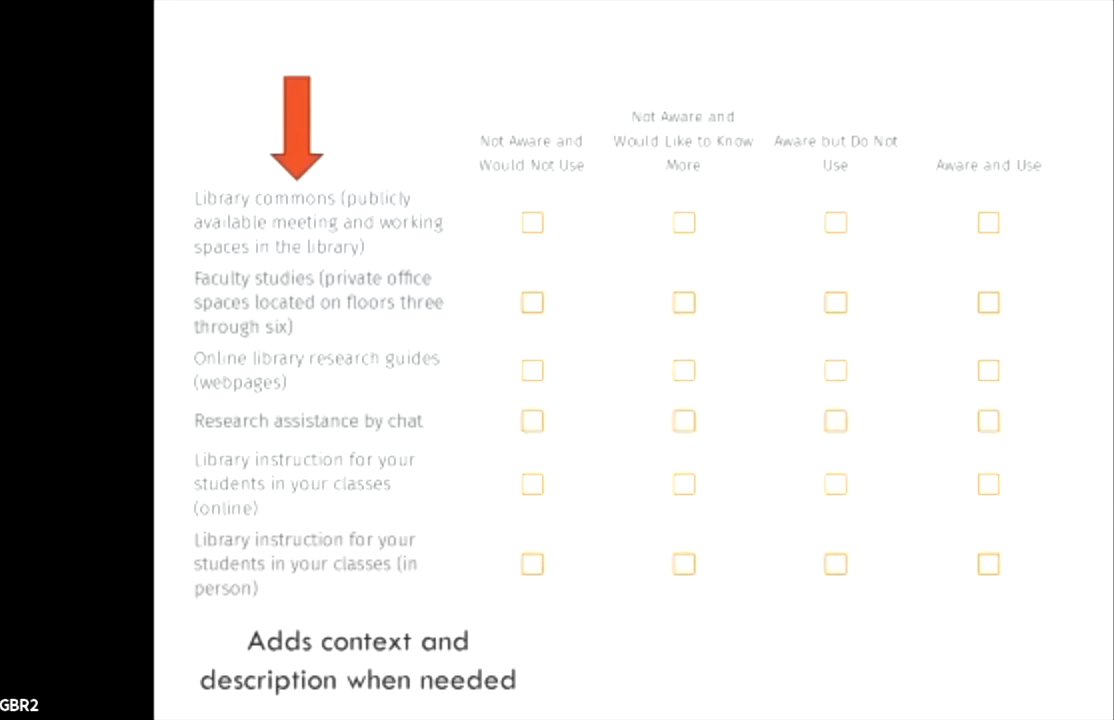 Not Aware and
Would Not Use
Not Aware and
Would Like to Know
More
Aware but Do Not
Use
Aware and Use
Library commons (publicly
available meeting and working
spaces in the library)
Faculty studies (private office
spaces located on floors three
through six)
Online library research guides
(webpages)
Research assistance by chat
Library instruction for your
students in your classes
(online)
Library instruction for your
students in your classes (in
person)
Adds context and
description when needed
GBR2